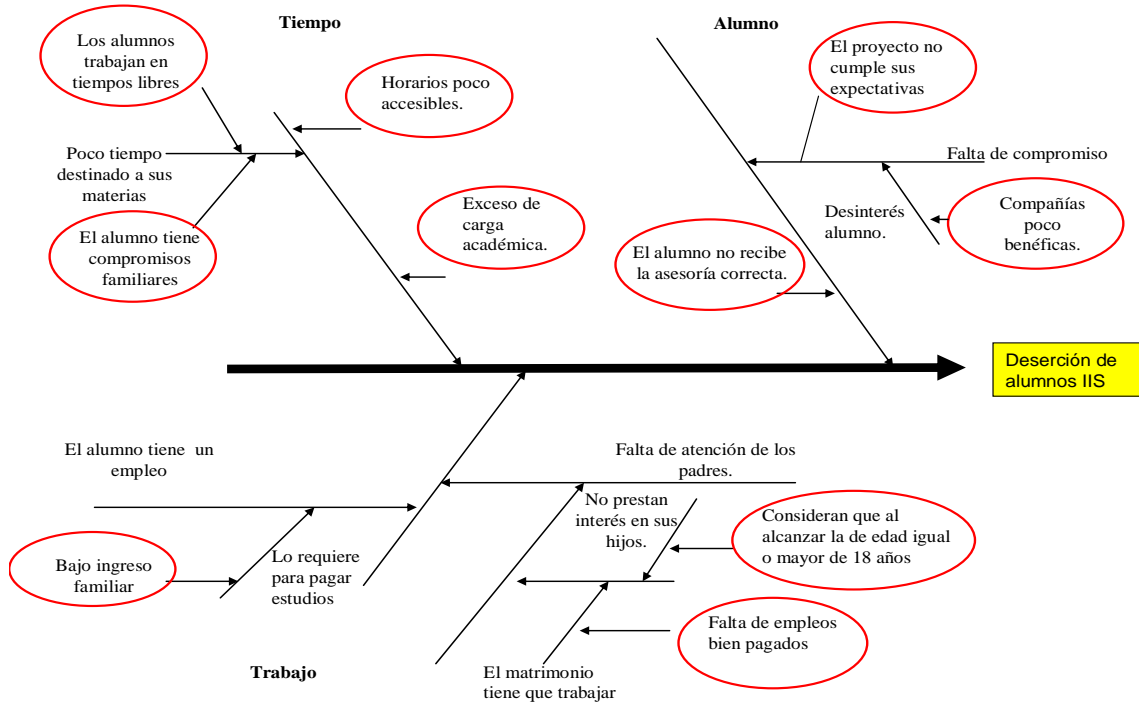 Tiempo
Alumno
Los alumnos
trabajan en
tiempos libres
Horarios poco
accesibles.
El proyecto no
cumple sus
expectativas
Poco tiempo
destinado a sus
materias
Falta de compromiso
El alumno tiene
compromisos
familiares
Exceso de
carga
académica.
Desinterés
alumno.
Compañías
poco
benéficas.
El alumno no recibe
la asesoría correcta.
Deserción de
alumnos IIS
El alumno tiene un
empleo
Falta de atención de los
padres.
No prestan
interés en sus
hijos.
Consideran que al
alcanzar la de edad igual
o mayor de 18 años
Bajo ingreso
familiar
Lo requiere
para pagar
estudios
Falta de empleos
bien pagados
Trabajo
El matrimonio
tiene que trabajar